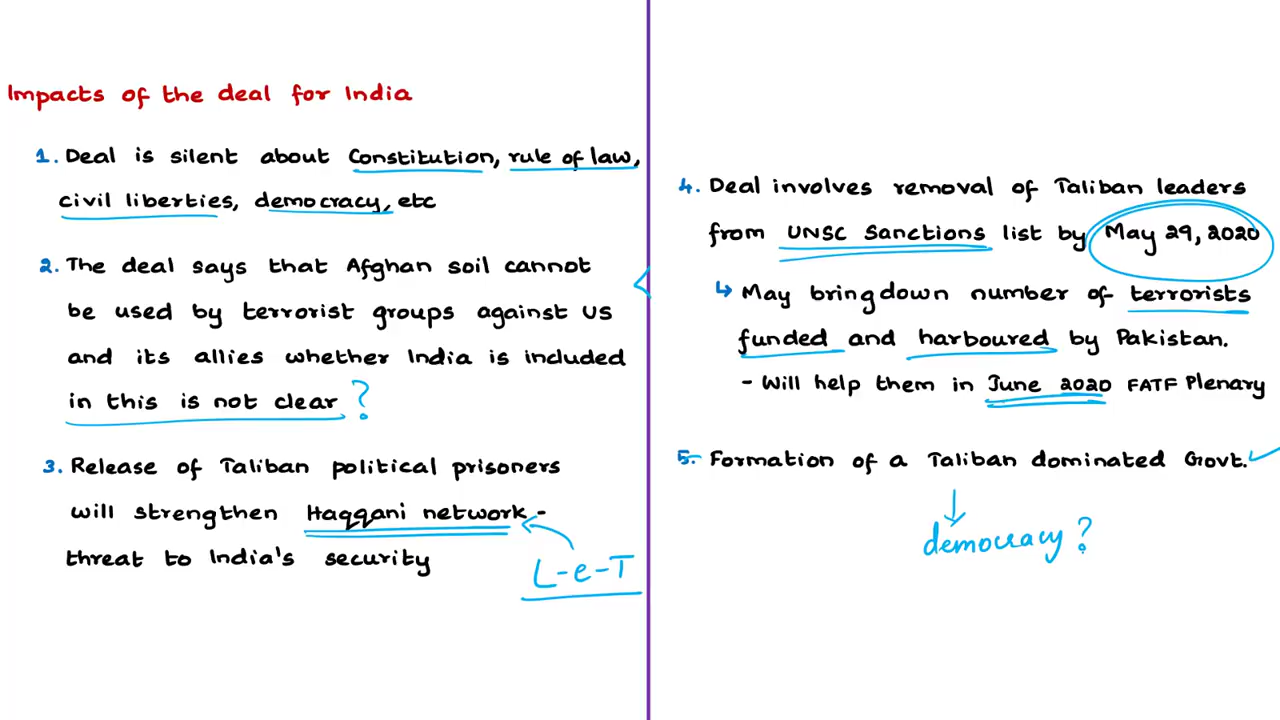 Impacts of the deal for India
1. Deal is silent about Constitution, rule of law,
civil liberties, democracy, etc
2. The deal says that Afghan soil cannot
be used by terrorist groups against US
and its allies whether India is included
in this is not clear ?
3. Release of Taliban political prisoners
will strengthen Haqqani network -
threat to India's security
L-e-T
4. Deal involves removal of Taliban leaders
from UNSC Sanctions list by May 29, 2020
↳ May bring down number of terrorists
funded and harboured by Pakistan.
- Will help them in June 2020 FATF Plenary
5. Formation of a Taliban dominated Govt.
democracy ?